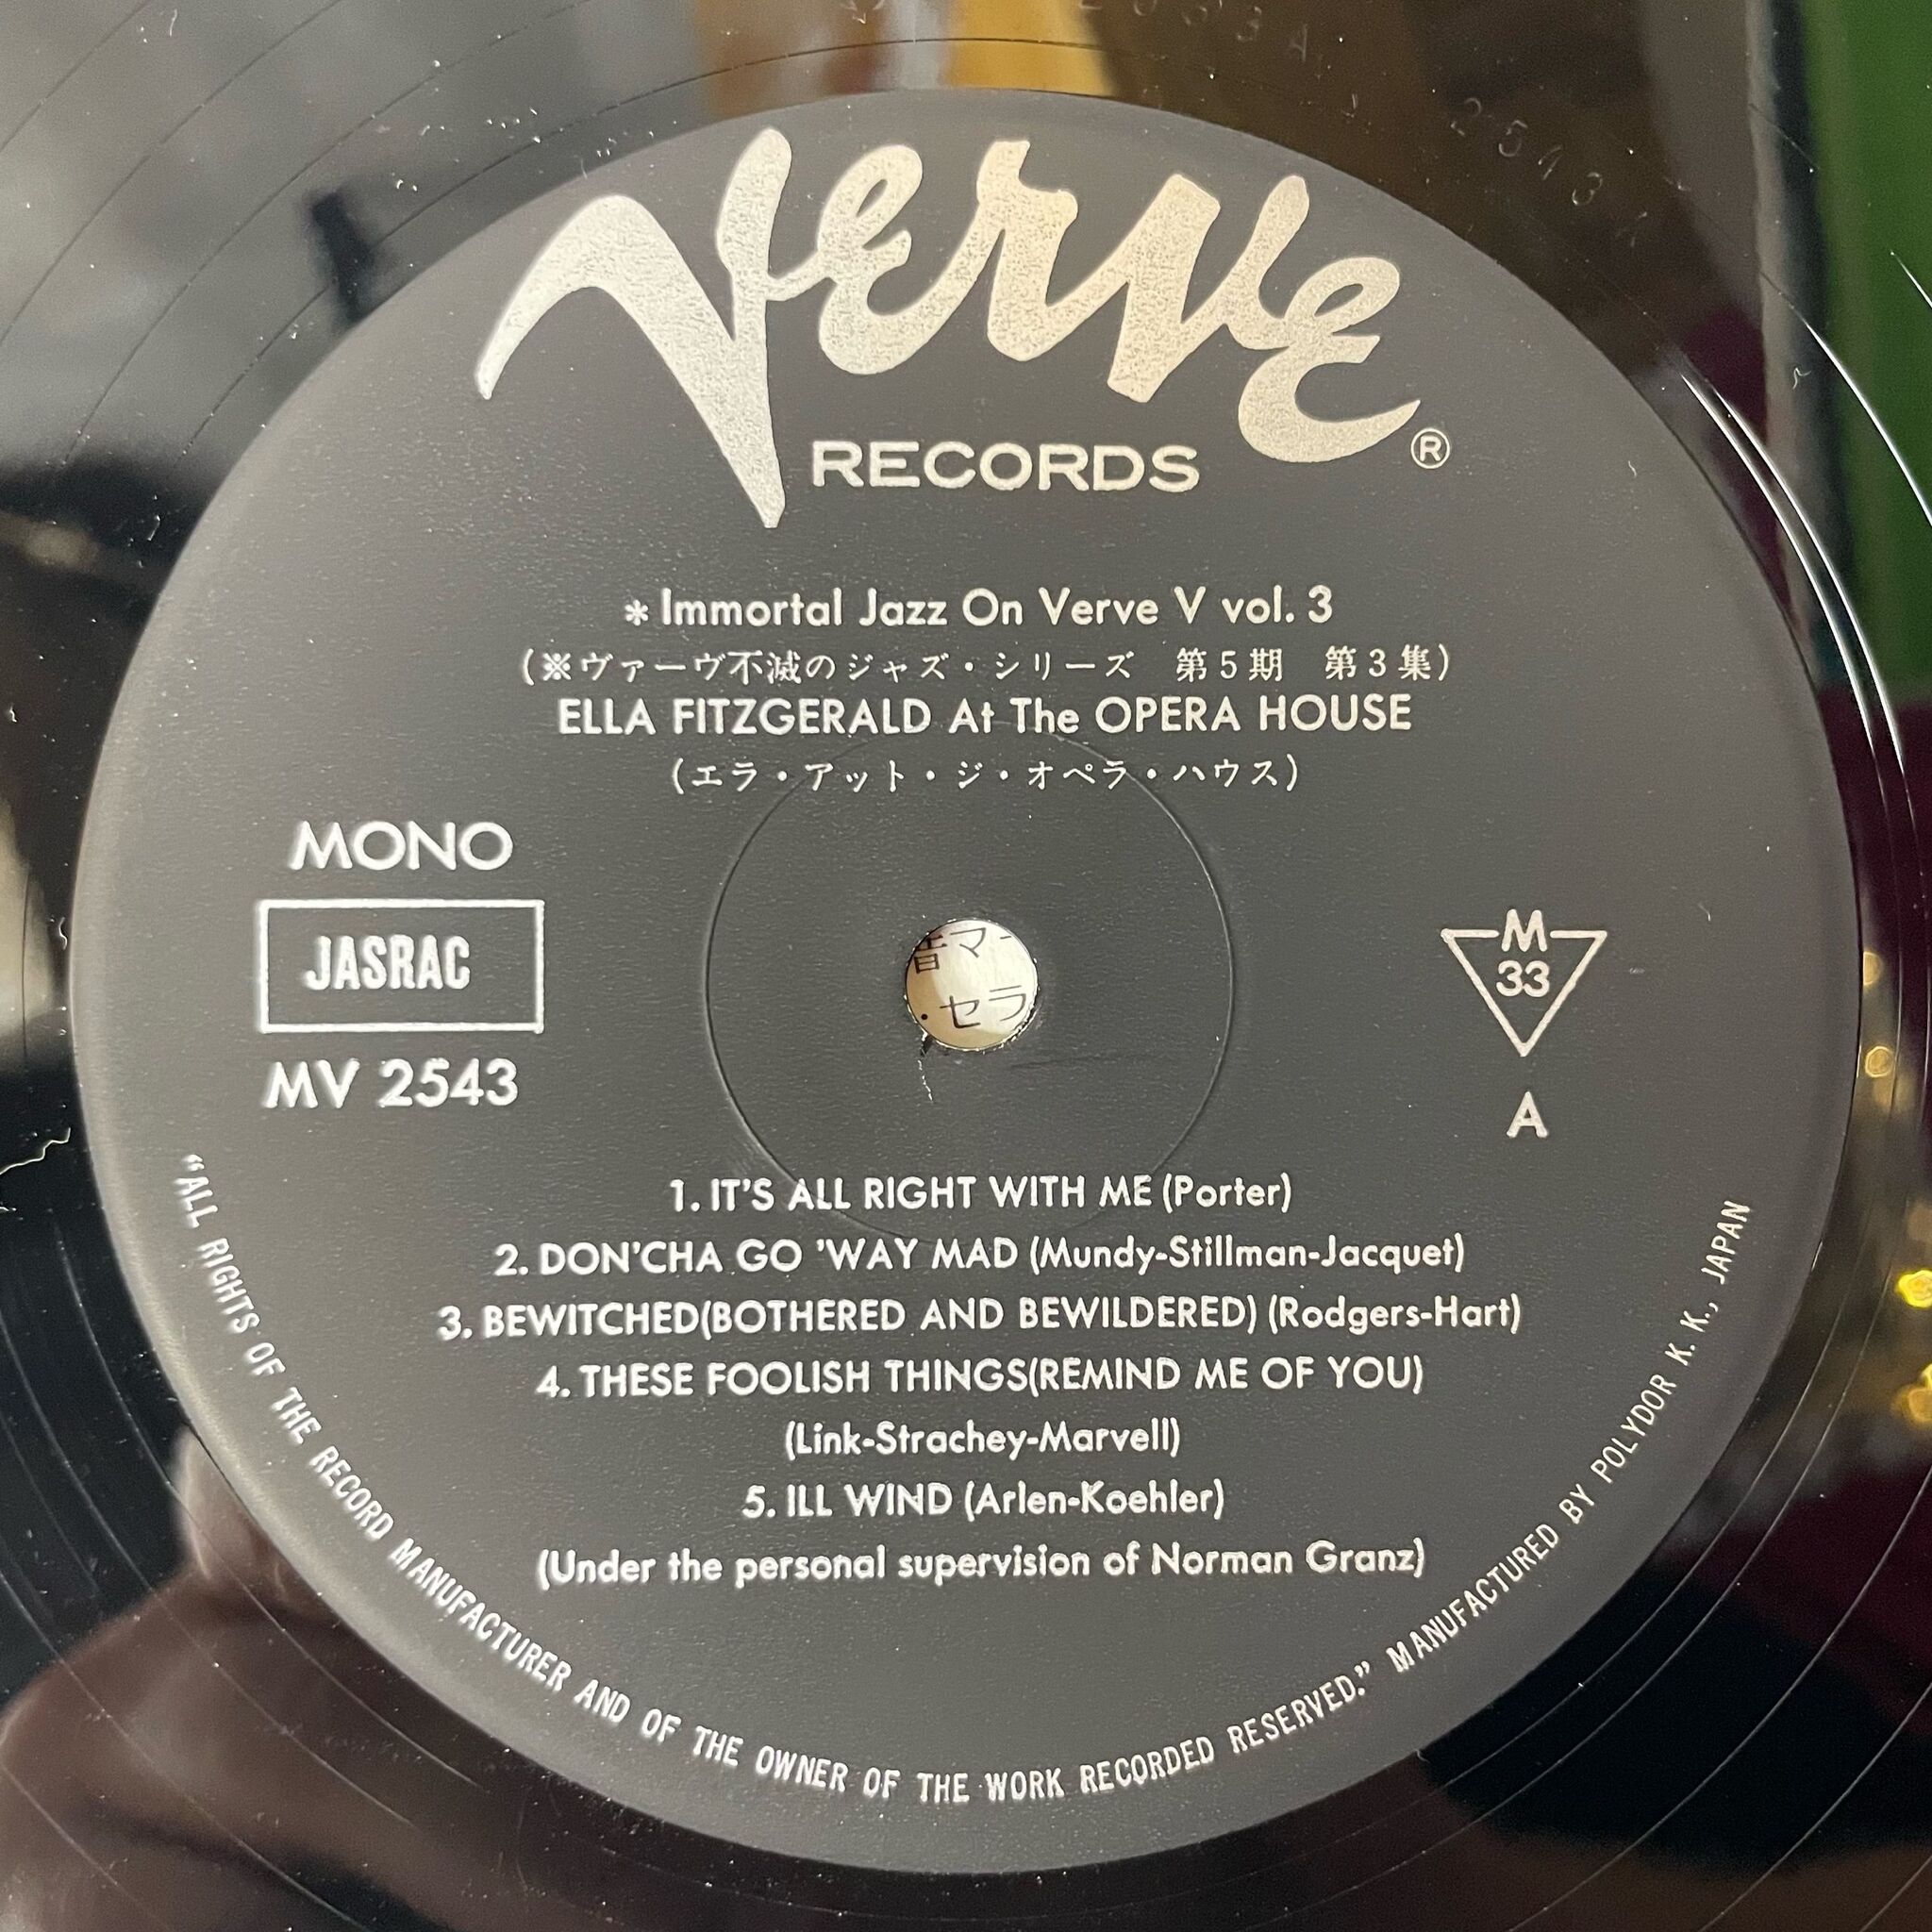 Verve
RECORDS ®
* Immortal Jazz On Verve V vol. 3
(※ヴァーヴ不滅のジャズ・シリーズ　第5期　第3集)
ELLA FITZGERALD At The OPERA HOUSE
(エラ・アット・ジ・オペラ・ハウス)
MONO
JASRAC
MV 2543
M
33
A
音マー
・セラ
1. IT'S ALL RIGHT WITH ME (Porter)
2. DON'CHA GO 'WAY MAD (Mundy-Stillman-Jacquet)
3. BEWITCHED(BOTHERED AND BEWILDERED) (Rodgers-Hart)
4. THESE FOOLISH THINGS(REMIND ME OF YOU)
(Link-Strachey-Marvell)
5. ILL WIND (Arlen-Koehler)
(Under the personal supervision of Norman Granz)
“ALL RIGHTS OF THE RECORD MANUFACTURER AND OF THE OWNER OF THE WORK RECORDED RESERVED.” MANUFACTURED BY POLYDOR K. K., JAPAN
2543